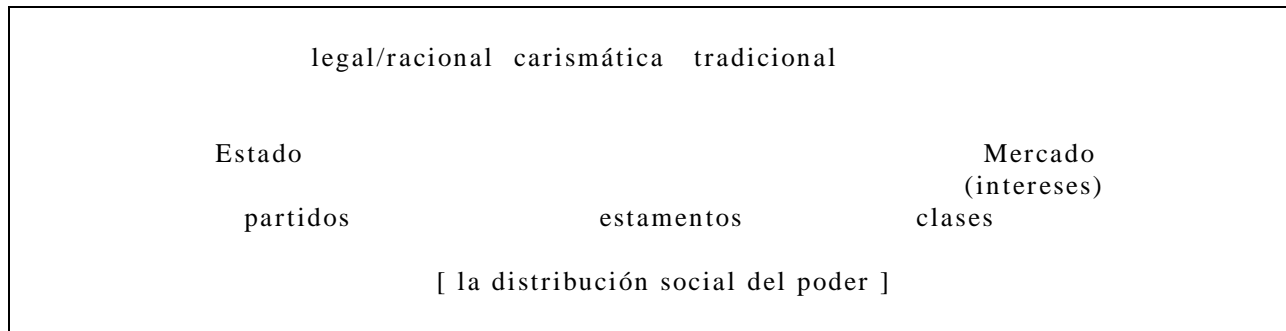 legal/racional carismática tradicional
Estado Mercado
(intereses)
partidos estamentos clases
[ la distribución social del poder ]